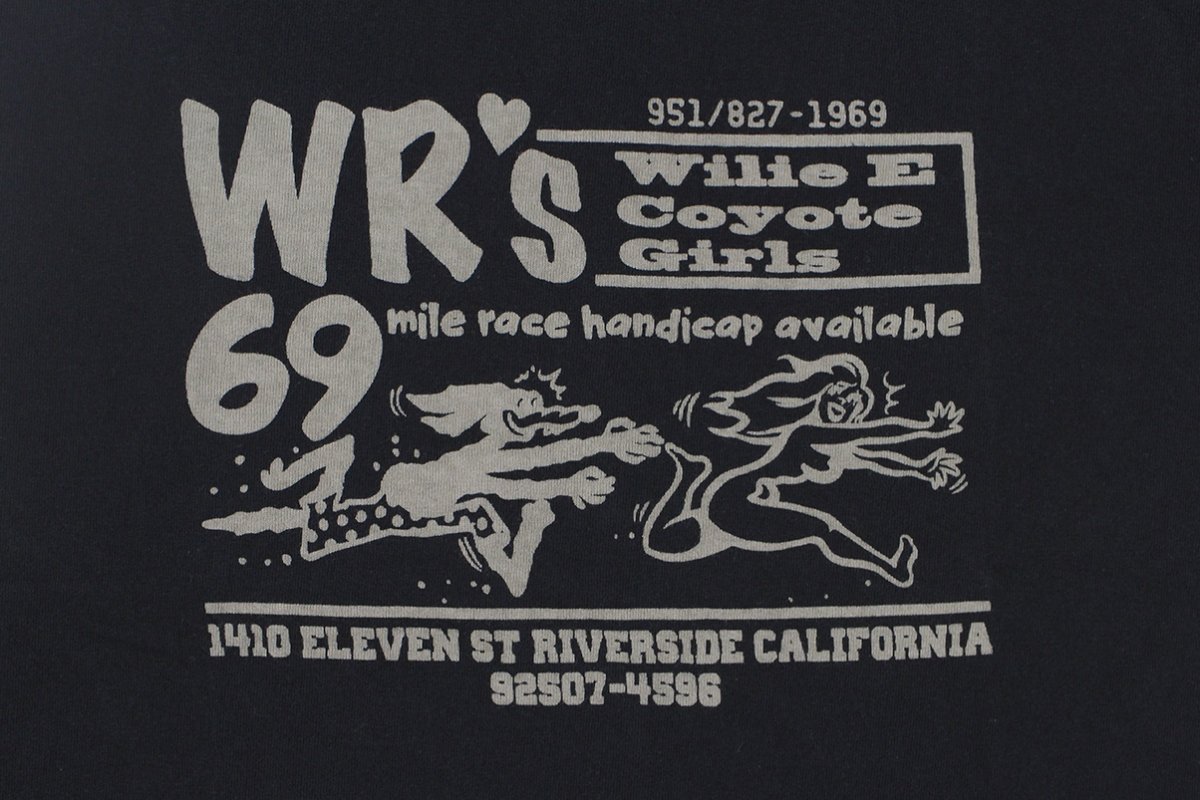 WR's
951/827-1969
Wilie E
Coyote
Girls
69 mile race handicap available
1410 ELEVEN ST RIVERSIDE CALIFORNIA
92507-4596